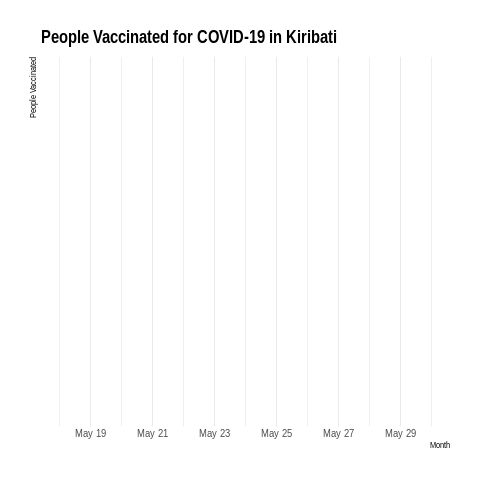 People Vaccinated for COVID-19 in Kiribati
People Vaccinated
May 19 May 21 May 23 May 25 May 27 May 29
Month